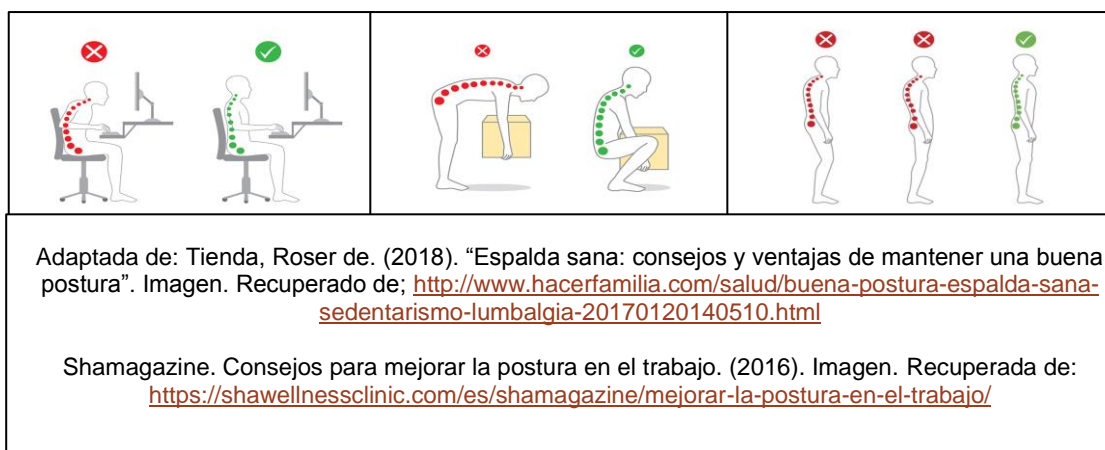 Adaptada de: Tienda, Roser de. (2018). “Espalda sana: consejos y ventajas de mantener una buena
postura”. Imagen. Recuperado de; http://www.hacerfamilia.com/salud/buena-postura-espalda-sana-
sedentarismo-lumbalgia-20170120140510.html
Shamagazine. Consejos para mejorar la postura en el trabajo. (2016). Imagen. Recuperada de:
https://shawellnessclinic.com/es/shamagazine/mejorar-la-postura-en-el-trabajo/